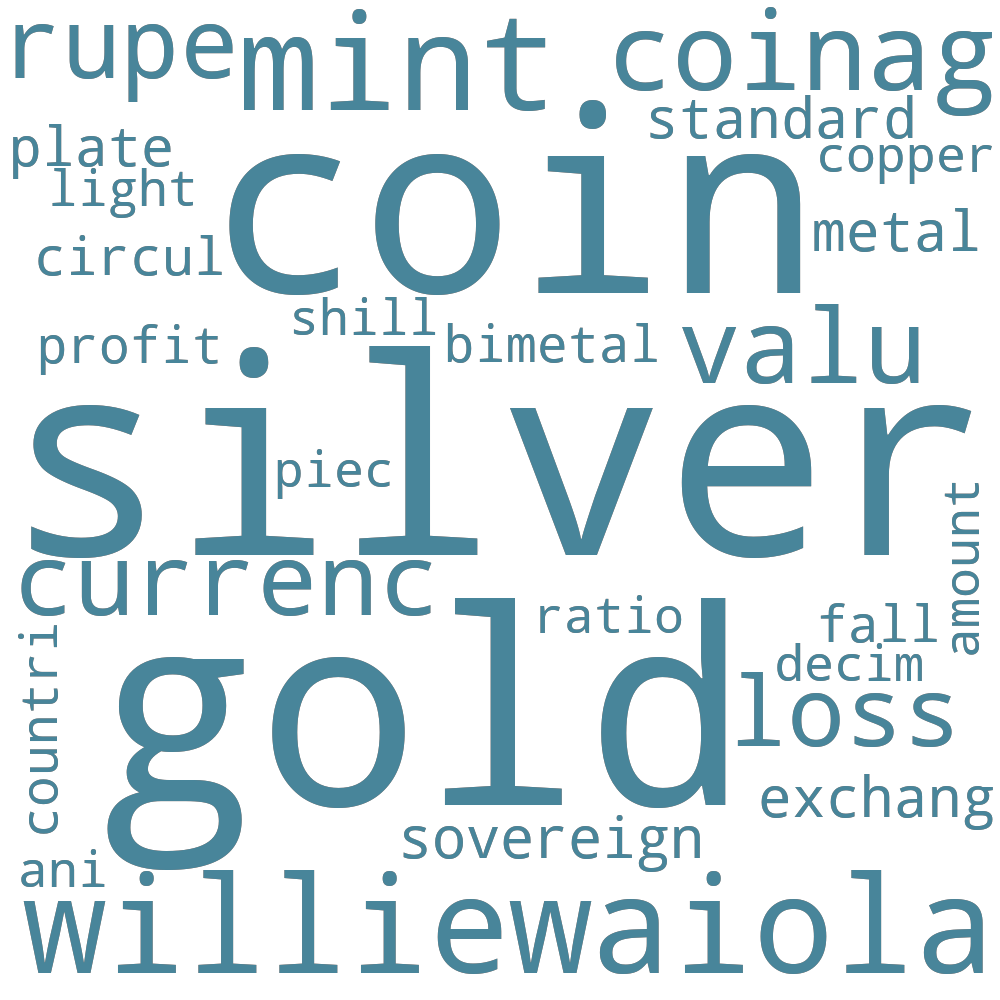 rupe mint coinag
standard
plate copper
light coin
circul metal
shill
profit bimetal valu
silver
piec
currenc amount
ratio fall
countri gold decim
loss
exchang
sovereign
ani
williewaiola